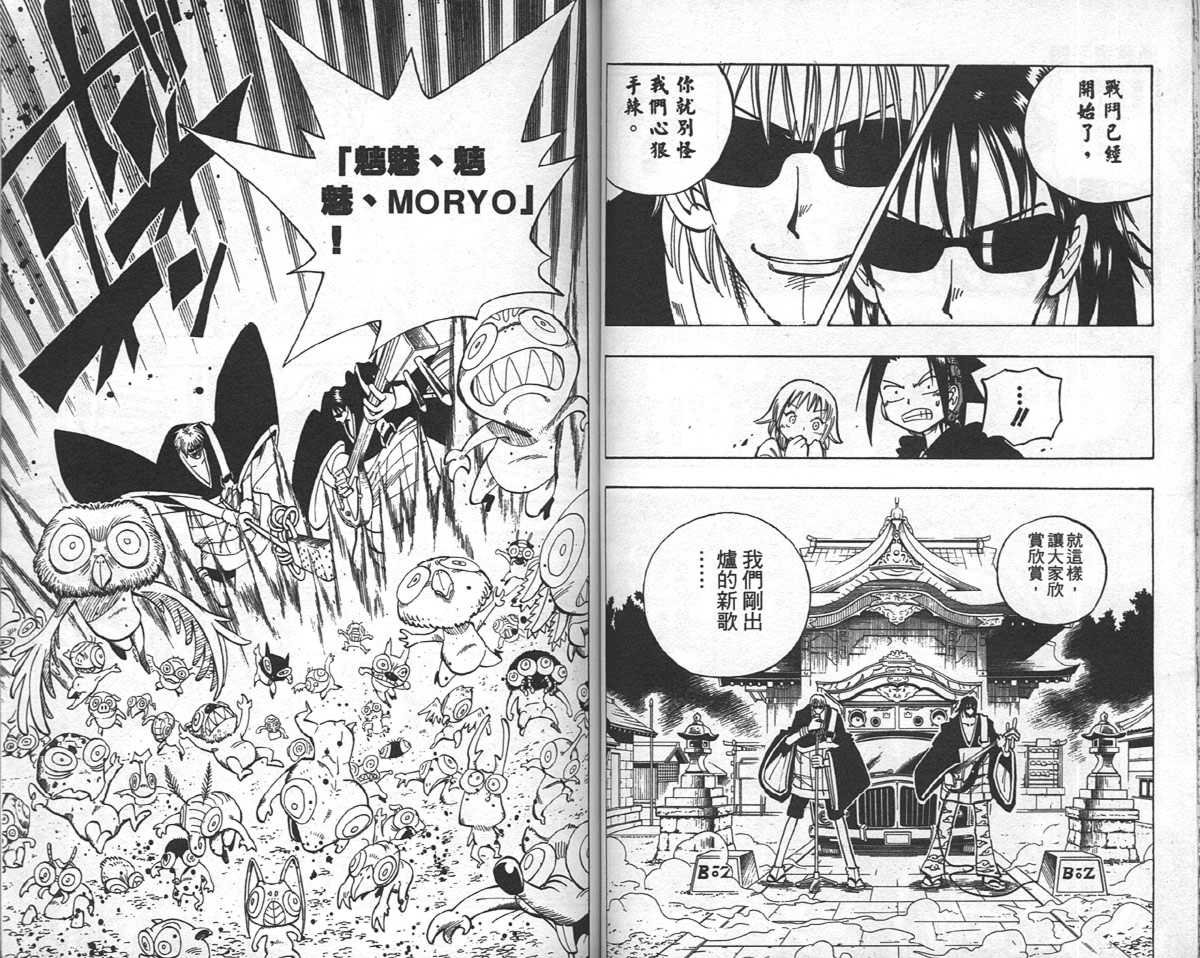 戰鬥已經
開始了，
你就別怪
我們心狠
手辣。
…!!
就這樣，
讓大家欣
賞欣賞，
我們剛出
爐的新歌
……
BōZ
BōZ
「魑魅、魑
魅、MORYO」
！